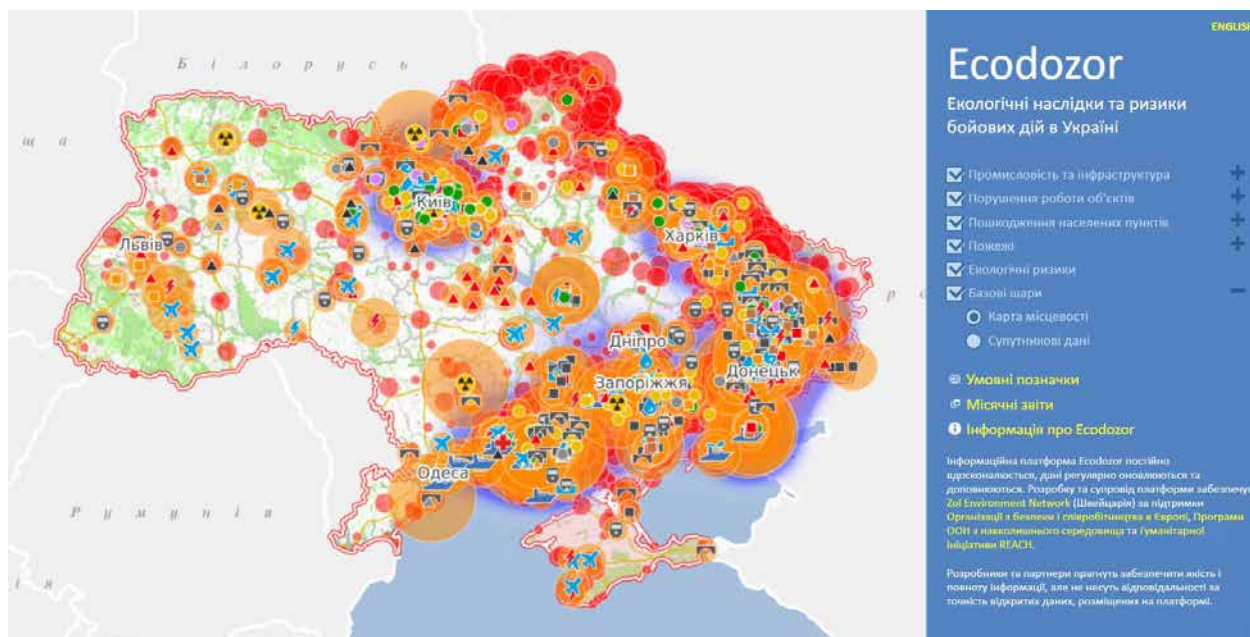 Білорусь
ща
Київ
Львів
Харків
ро
Дніпро
Донецьк
Запоріжжя
Одеса
Румунія
ія
ENGLISH
Ecodozor
Екологічні наслідки та ризики
бойових дій в Україні
Промисловість та інфраструктура
Порушення роботи об'єктів
Пошкодження населених пунктів
Пожежі
Екологічні ризики
Базові шари
Карта місцевості
Супутникові дані
Умовні позначки
Місячні звіти
Інформація про Ecodozor
Інформаційна платформа Ecodozor постійно
вдосконалюється, дані регулярно оновлюються та
доповнюються. Розробку та супровід платформи забезпечує
Zoï Environment Network (Швейцарія) за підтримки
Організації з безпеки і співробітництва в Європі, Програми
ООН з навколишнього середовища та Гуманітарної
Ініціативи REACH.
Розробники та партнери прагнуть забезпечити якість і
повноту інформації, але не несуть відповідальності за
точність відкритих даних, розміщених на платформі.